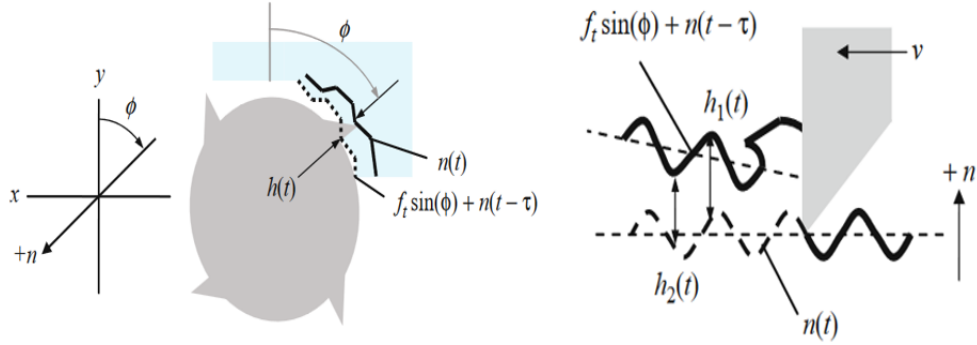 y
ϕ
x
+n
ϕ
h(t)
n(t)
f_t sin(ϕ) + n(t − τ)
f_t sin(ϕ) + n(t − τ)
h_1(t)
v
+ n
h_2(t)
n(t)